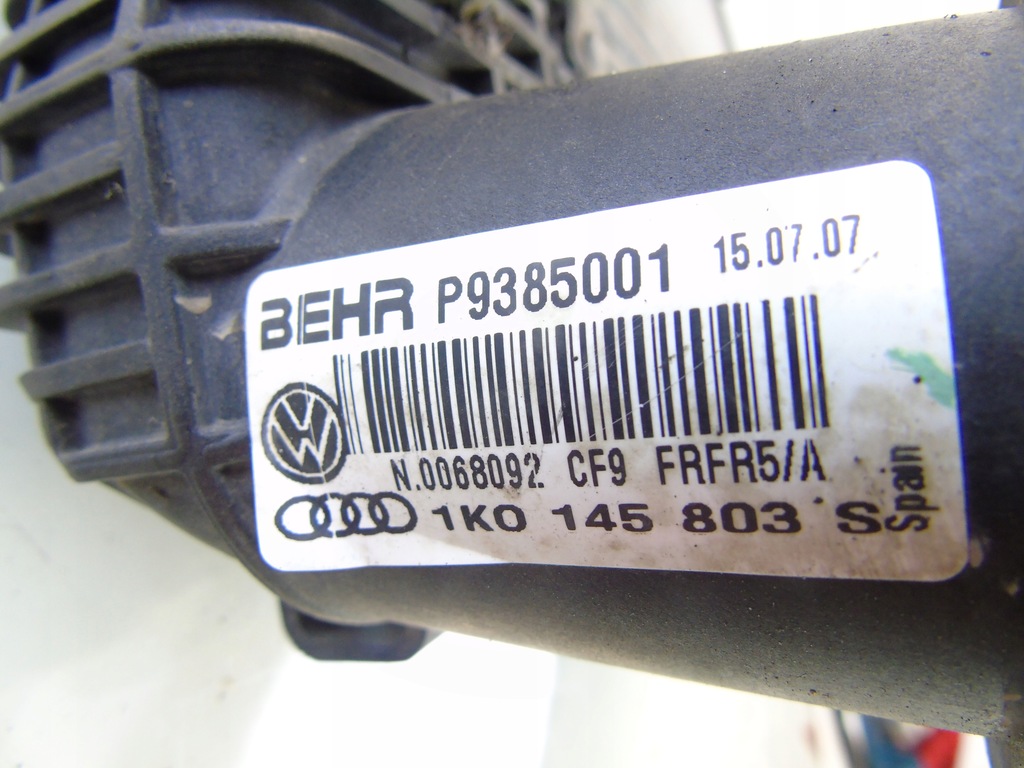 BEHR P9385001 15.07.07
N.0068092 CF9 FRFR5/A
1K0 145 803 S
Spain